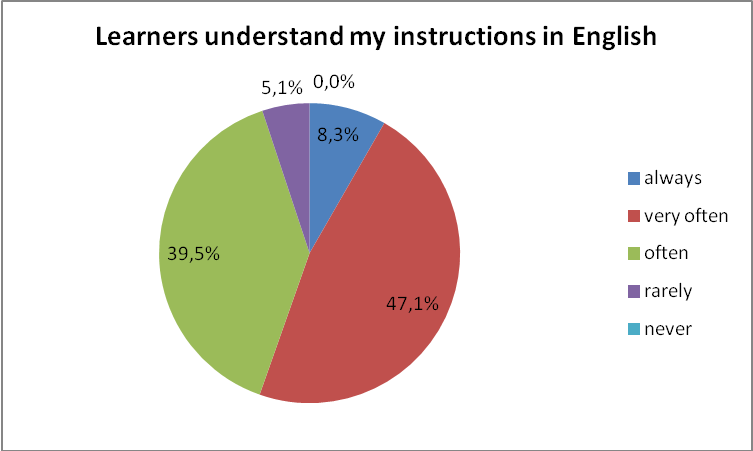 Learners understand my instructions in English
5,1%
0,0%
8,3%
39,5%
47,1%
always
very often
often
rarely
never